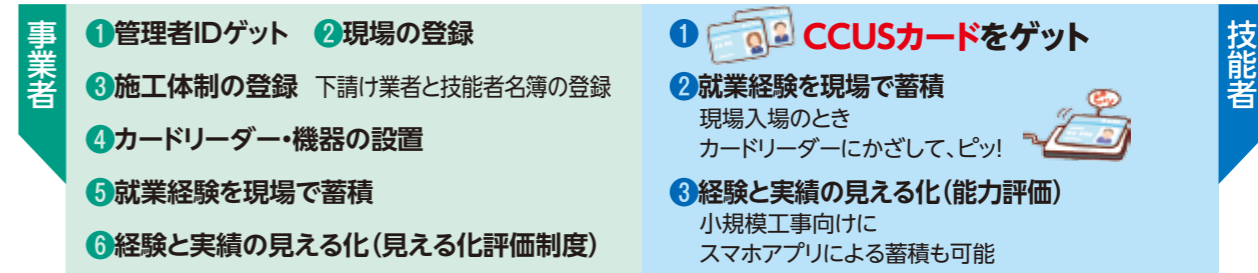 事業者
❶管理者IDゲット ❷現場の登録
❸施工体制の登録 下請け業者と技能者名簿の登録
❹カードリーダー・機器の設置
❺就業経験を現場で蓄積
❻経験と実績の見える化(見える化評価制度)
技能者
❶ CCUSカードをゲット
❷就業経験を現場で蓄積
現場入場のとき
カードリーダーにかざして、ピッ!
ピッ
❸経験と実績の見える化(能力評価)
小規模工事向けに
スマホアプリによる蓄積も可能